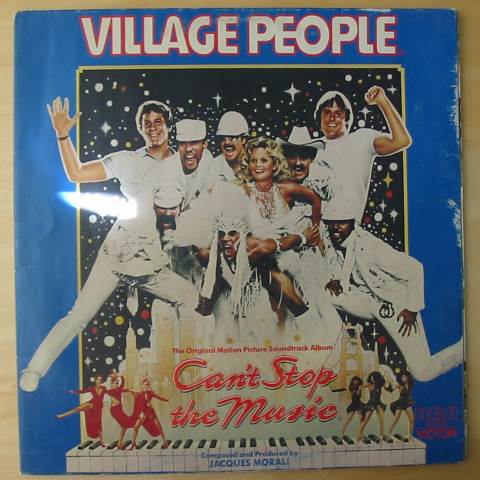 VILLAGE PEOPLE
The Original Motion Picture Soundtrack Album
Can't Stop
the Music
Composed and Produced by
JACQUES MORALI
RCA
VICTOR